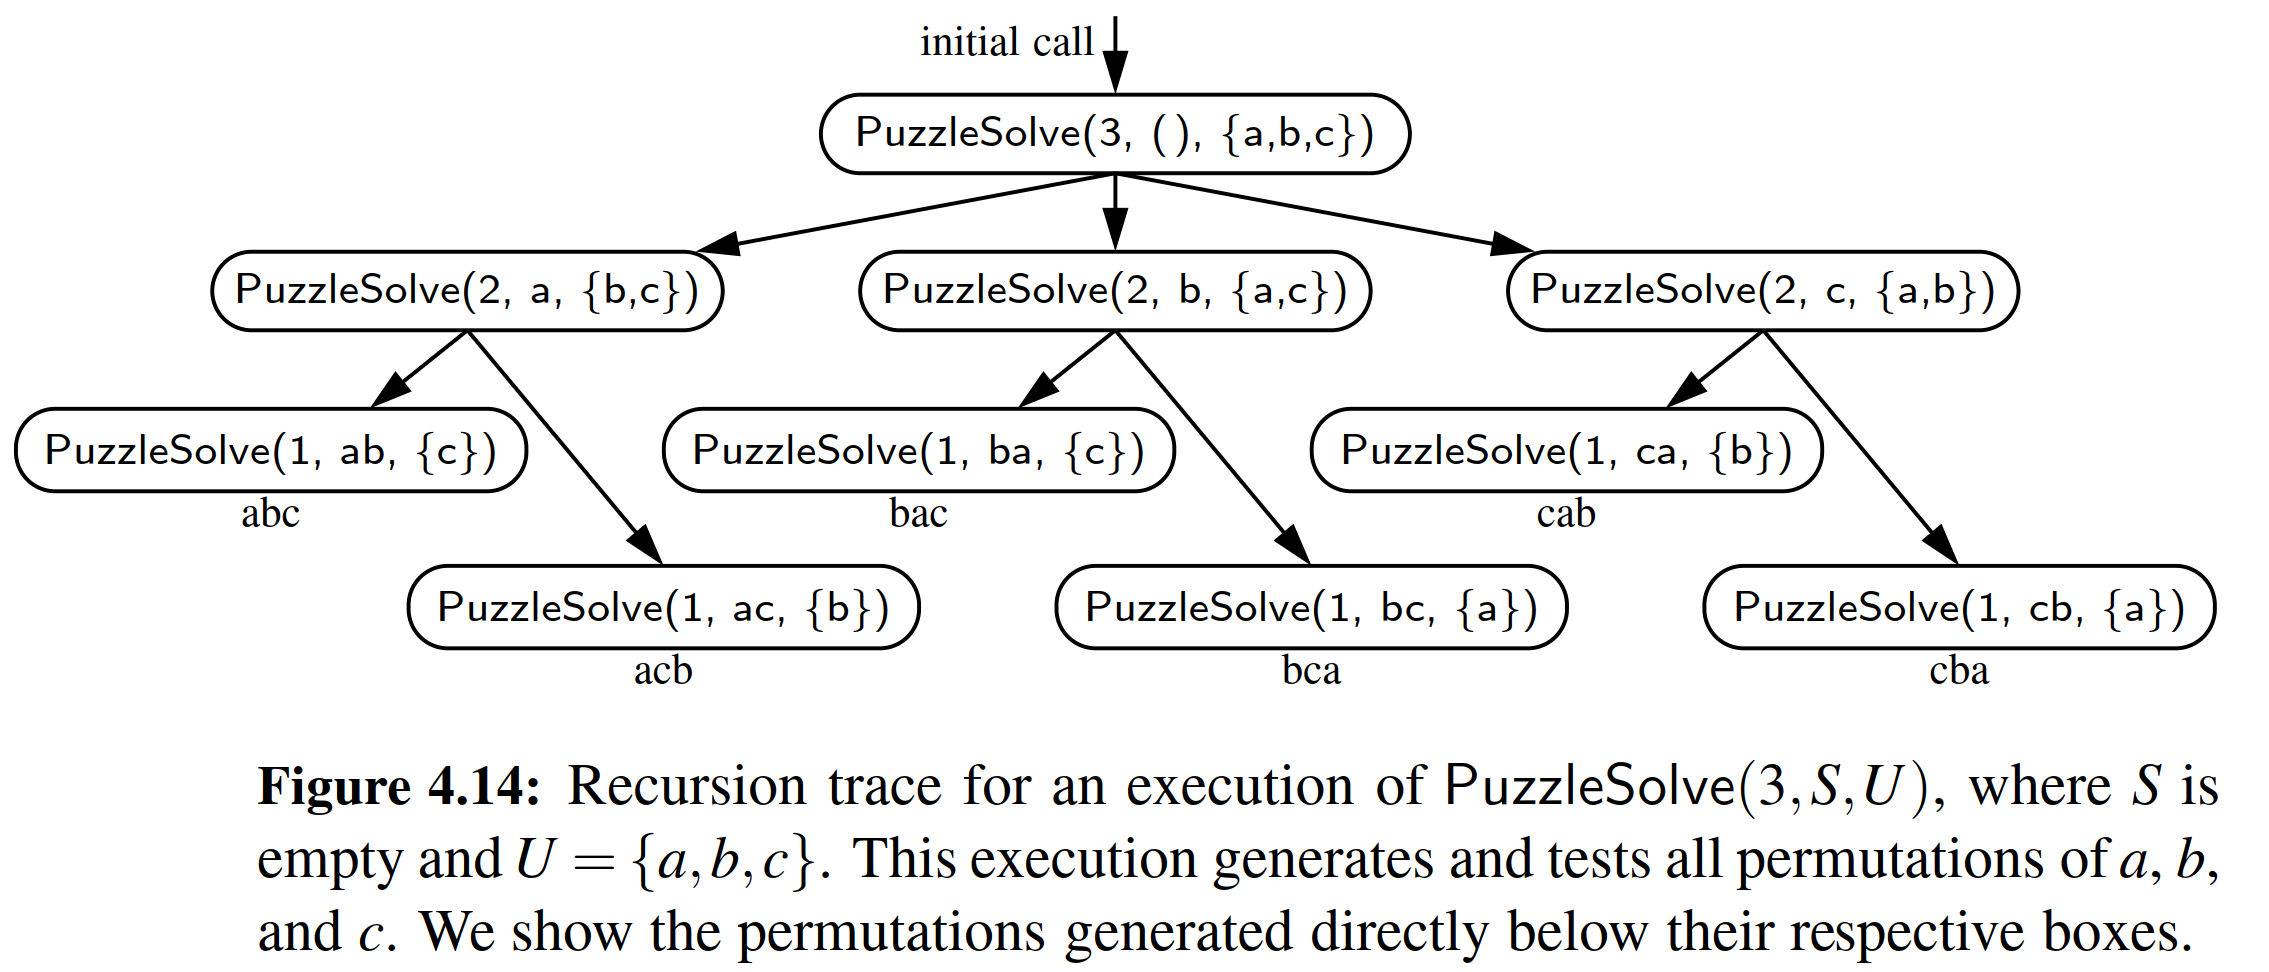 initial call
PuzzleSolve(3, ( ), {a,b,c})
PuzzleSolve(2, a, {b,c})
PuzzleSolve(2, b, {a,c})
PuzzleSolve(2, c, {a,b})
PuzzleSolve(1, ab, {c})
abc
PuzzleSolve(1, ba, {c})
bac
PuzzleSolve(1, ca, {b})
cab
PuzzleSolve(1, ac, {b})
acb
PuzzleSolve(1, bc, {a})
bca
PuzzleSolve(1, cb, {a})
cba
Figure 4.14: Recursion trace for an execution of PuzzleSolve(3,S,U), where S is
empty and U = {a,b,c}. This execution generates and tests all permutations of a, b,
and c. We show the permutations generated directly below their respective boxes.